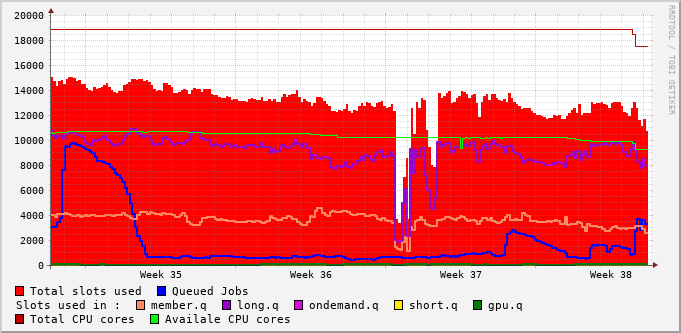 20000
18000
16000
14000
12000
10000
8000
6000
4000
2000
0
Week 35 Week 36 Week 37 Week 38
RRDTOOL / TOBI OETIKER
Total slots used Queued Jobs
Slots used in : member.q long.q ondemand.q short.q gpu.q
Total CPU cores Availale CPU cores